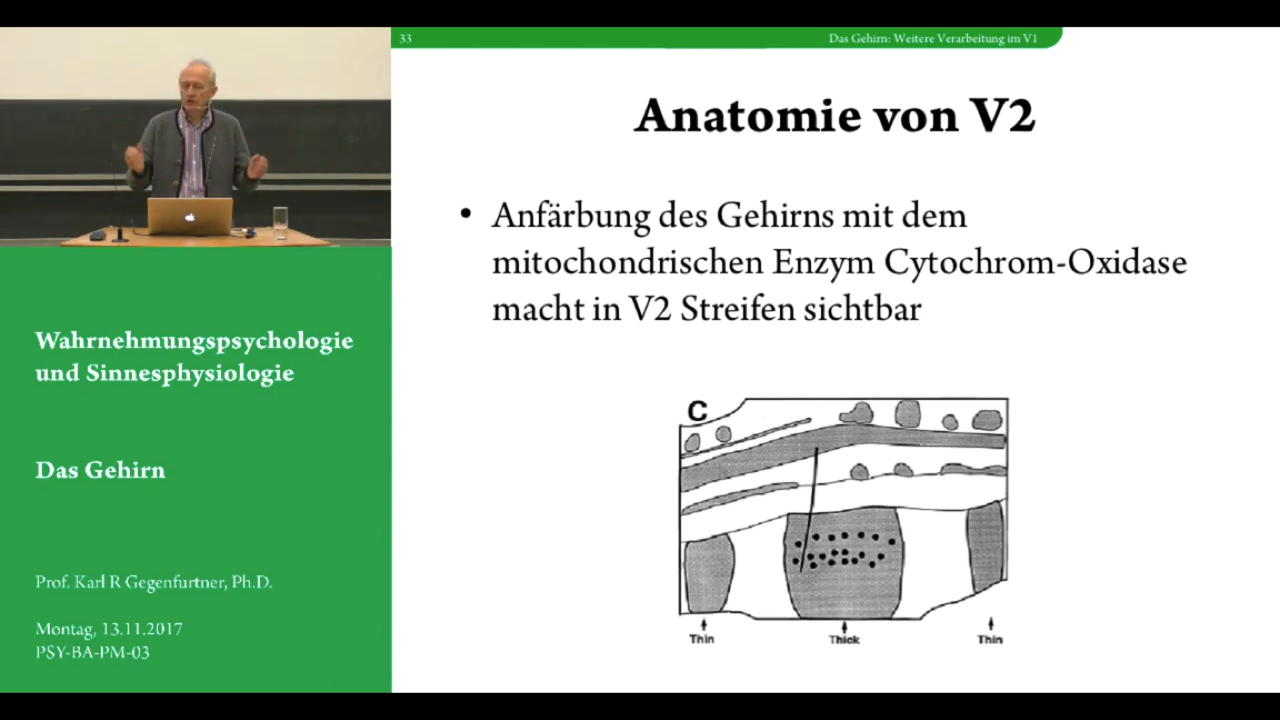 33
Das Gehirn: Weitere Verarbeitung im V1
Anatomie von V2
• Anfärbung des Gehirns mit dem
mitochondrischen Enzym Cytochrom-Oxidase
macht in V2 Streifen sichtbar
C
Thin
Thick
Thin
Wahrnehmungspsychologie
und Sinnesphysiologie
Das Gehirn
Prof. Karl R Gegenfurtner, Ph.D.
Montag, 13.11.2017
PSY-BA-PM-03